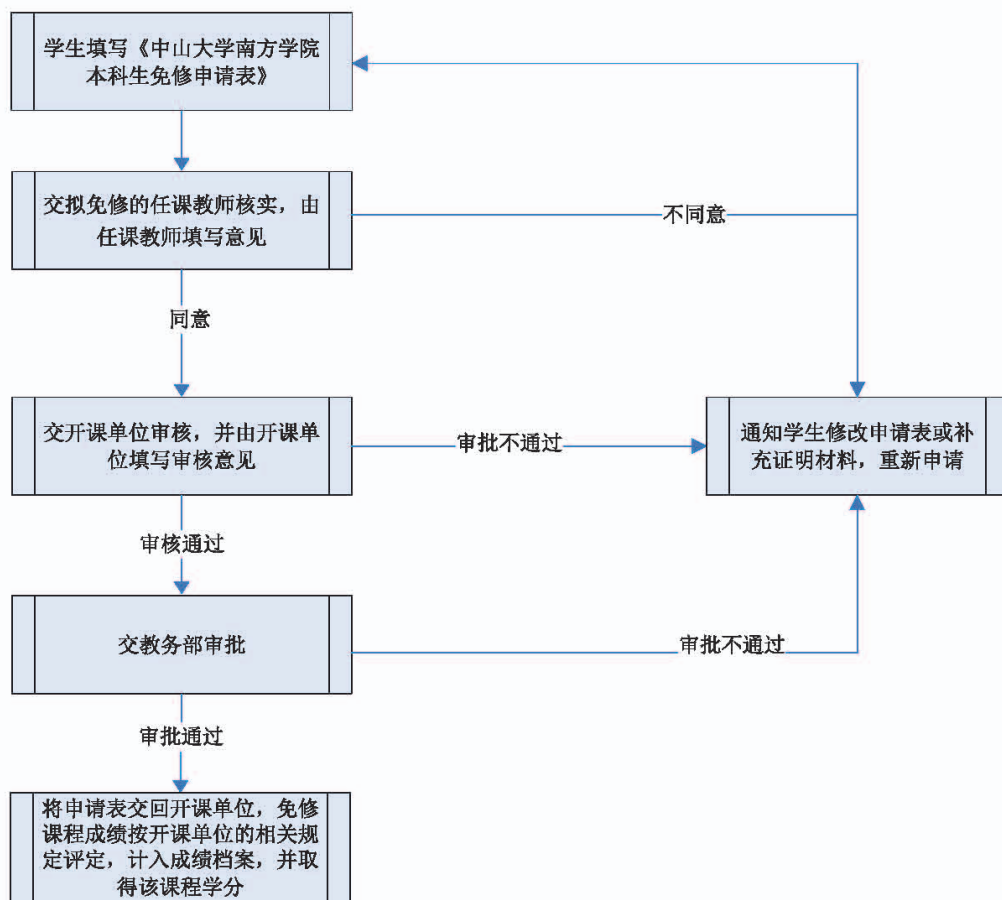 学生填写《中山大学南方学院
本科生免修申请表》
交拟免修的任课教师核实，由
任课教师填写意见
不同意
同意
交开课单位审核，并由开课单
位填写审核意见
审批不通过
通知学生修改申请表或补
充证明材料，重新申请
审核通过
交教务部审批
审批不通过
审批通过
将申请表交回开课单位，免修
课程成绩按开课单位的相关规
定评定，计入成绩档案，并取
得该课程学分